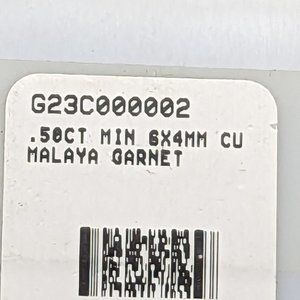 G23C000002
.50CT MIN 6X4MM CU
MALAYA GARNET